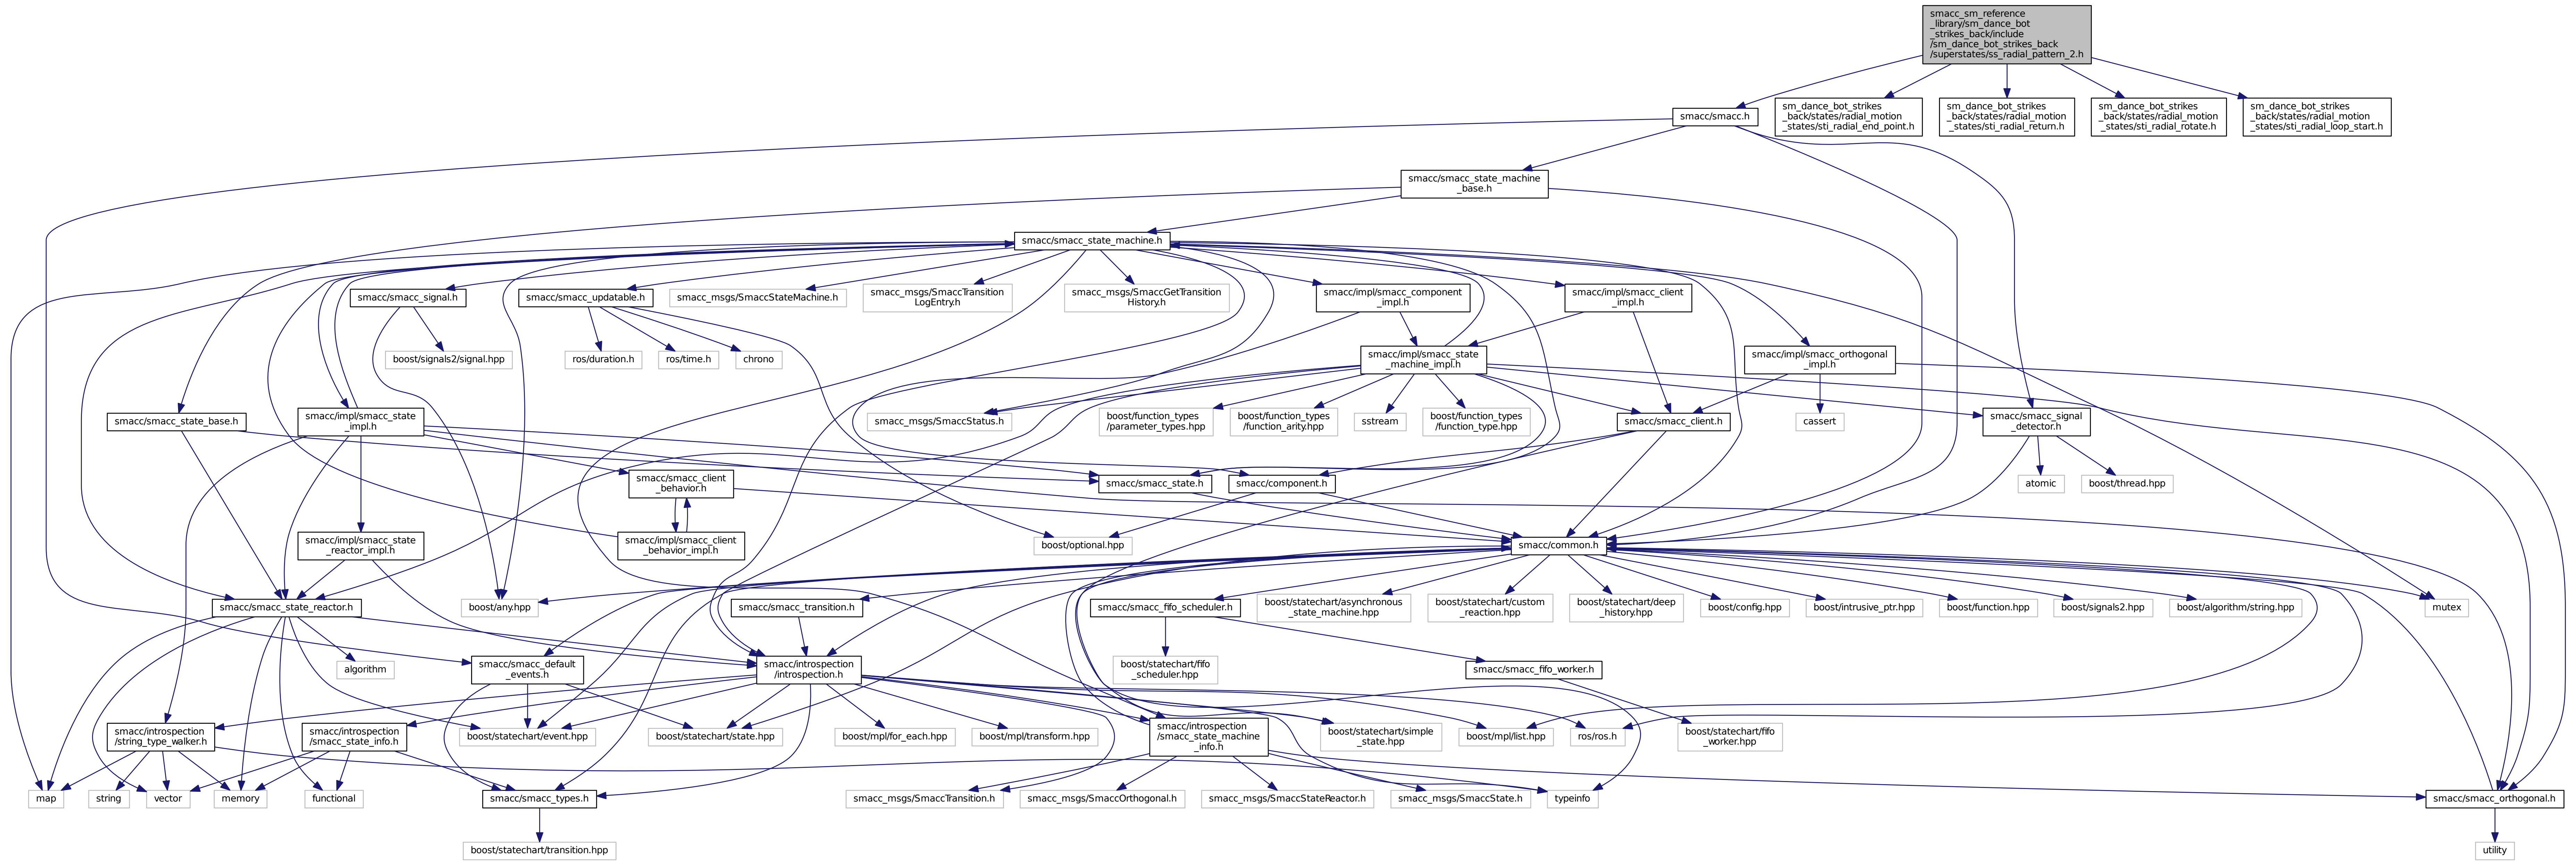 smacc_sm_reference
_library/sm_dance_bot
_strikes_back/include
/sm_dance_bot_strikes_back
/superstates/ss_radial_pattern_2.h
smacc/smacc.h
sm_dance_bot_strikes
_back/states/radial_motion
_states/sti_radial_end_point.h
sm_dance_bot_strikes
_back/states/radial_motion
_states/sti_radial_return.h
sm_dance_bot_strikes
_back/states/radial_motion
_states/sti_radial_rotate.h
sm_dance_bot_strikes
_back/states/radial_motion
_states/sti_radial_loop_start.h
smacc/smacc_state_machine
_base.h
smacc/smacc_state_machine.h
smacc/smacc_signal.h
smacc/smacc_updatable.h
smacc_msgs/SmaccStateMachine.h
smacc_msgs/SmaccTransition
LogEntry.h
smacc_msgs/SmaccGetTransition
History.h
smacc/impl/smacc_component
_impl.h
smacc/impl/smacc_client
_impl.h
boost/signals2/signal.hpp
ros/duration.h
ros/time.h
chrono
smacc/impl/smacc_state
_machine_impl.h
smacc/impl/smacc_orthogonal
_impl.h
smacc/smacc_state_base.h
smacc/impl/smacc_state
_impl.h
smacc_msgs/SmaccStatus.h
boost/function_types
/parameter_types.hpp
boost/function_types
/function_arity.hpp
sstream
boost/function_types
/function_type.hpp
smacc/smacc_client.h
cassert
smacc/smacc_signal
_detector.h
smacc/smacc_client
_behavior.h
smacc/smacc_state.h
smacc/component.h
atomic
boost/thread.hpp
smacc/impl/smacc_state
_reactor_impl.h
smacc/impl/smacc_client
_behavior_impl.h
boost/optional.hpp
smacc/common.h
smacc/smacc_state_reactor.h
boost/any.hpp
smacc/smacc_transition.h
smacc/smacc_fifo_scheduler.h
boost/statechart/asynchronous
_state_machine.hpp
boost/statechart/custom
_reaction.hpp
boost/statechart/deep
_history.hpp
boost/config.hpp
boost/intrusive_ptr.hpp
boost/function.hpp
boost/signals2.hpp
boost/algorithm/string.hpp
mutex
algorithm
smacc/smacc_default
_events.h
smacc/introspection
/introspection.h
boost/statechart/fifo
_scheduler.hpp
smacc/smacc_fifo_worker.h
smacc/introspection
/string_type_walker.h
smacc/introspection
/smacc_state_info.h
boost/statechart/event.hpp
boost/statechart/state.hpp
boost/mpl/for_each.hpp
boost/mpl/transform.hpp
smacc/introspection
/smacc_state_machine
_info.h
boost/statechart/simple
_state.hpp
boost/mpl/list.hpp
ros/ros.h
boost/statechart/fifo
_worker.hpp
map
string
vector
memory
functional
smacc/smacc_types.h
smacc_msgs/SmaccTransition.h
smacc_msgs/SmaccOrthogonal.h
smacc_msgs/SmaccStateReactor.h
smacc_msgs/SmaccState.h
typeinfo
smacc/smacc_orthogonal.h
boost/statechart/transition.hpp
utility